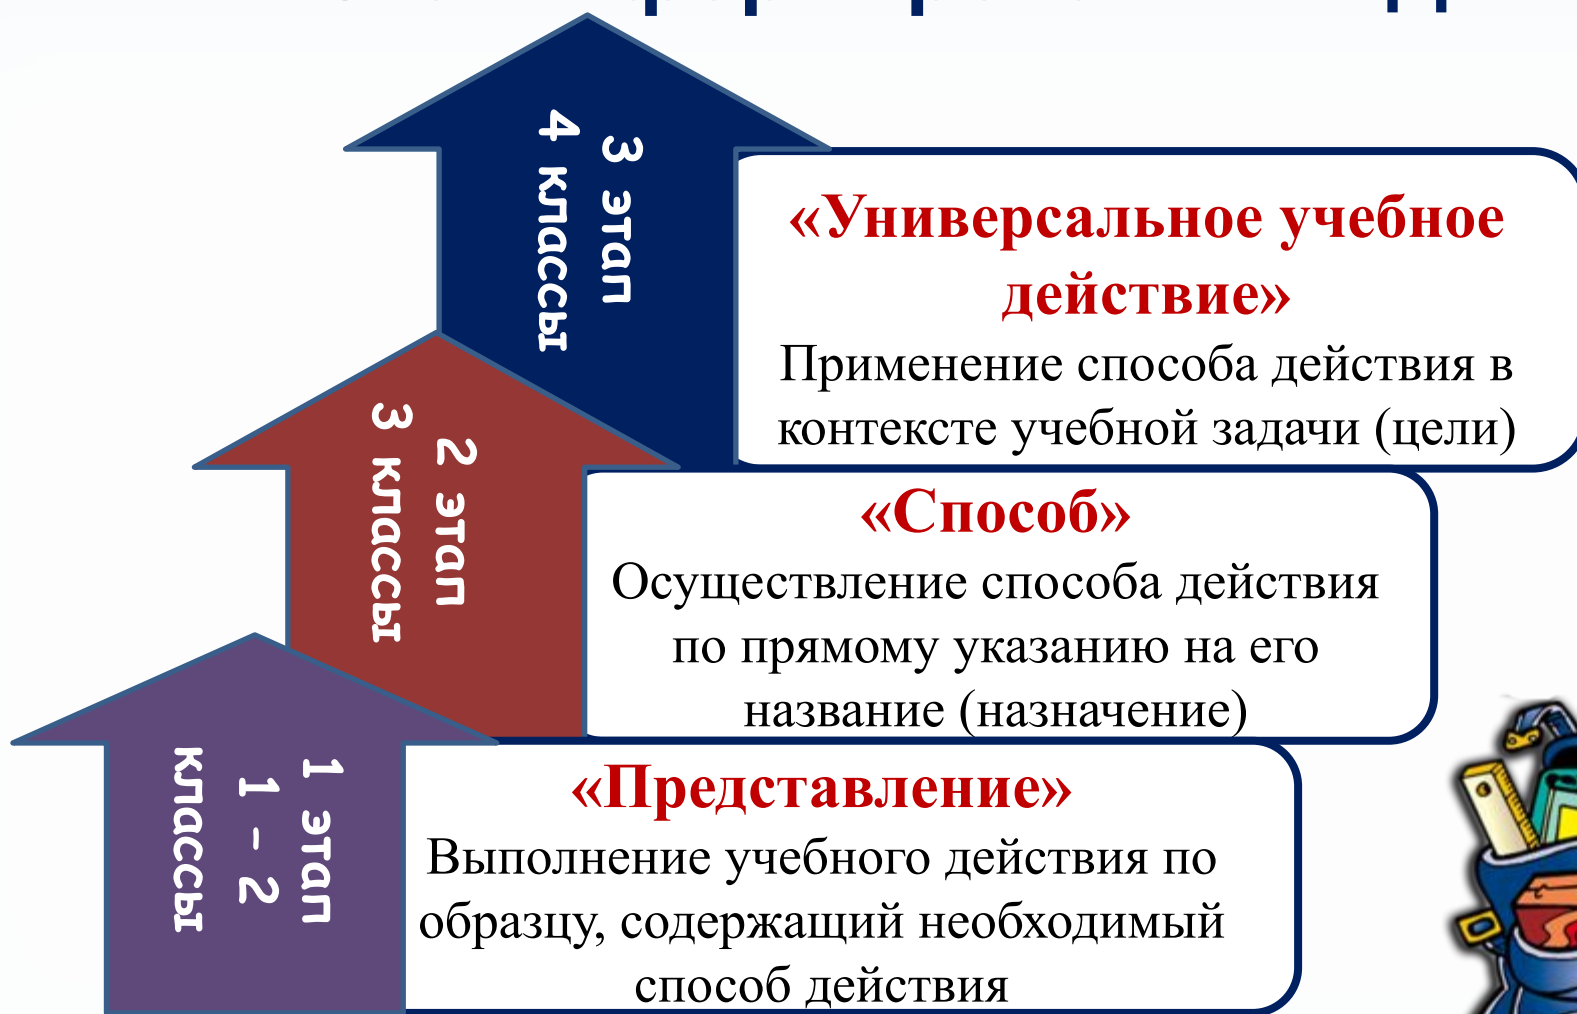 3 этап
4 классы
«Универсальное учебное
действие»
Применение способа действия в
контексте учебной задачи (цели)
2 этап
3 классы
«Способ»
Осуществление способа действия
по прямому указанию на его
название (назначение)
1 этап
1 - 2
классы
«Представление»
Выполнение учебного действия по
образцу, содержащий необходимый
способ действия